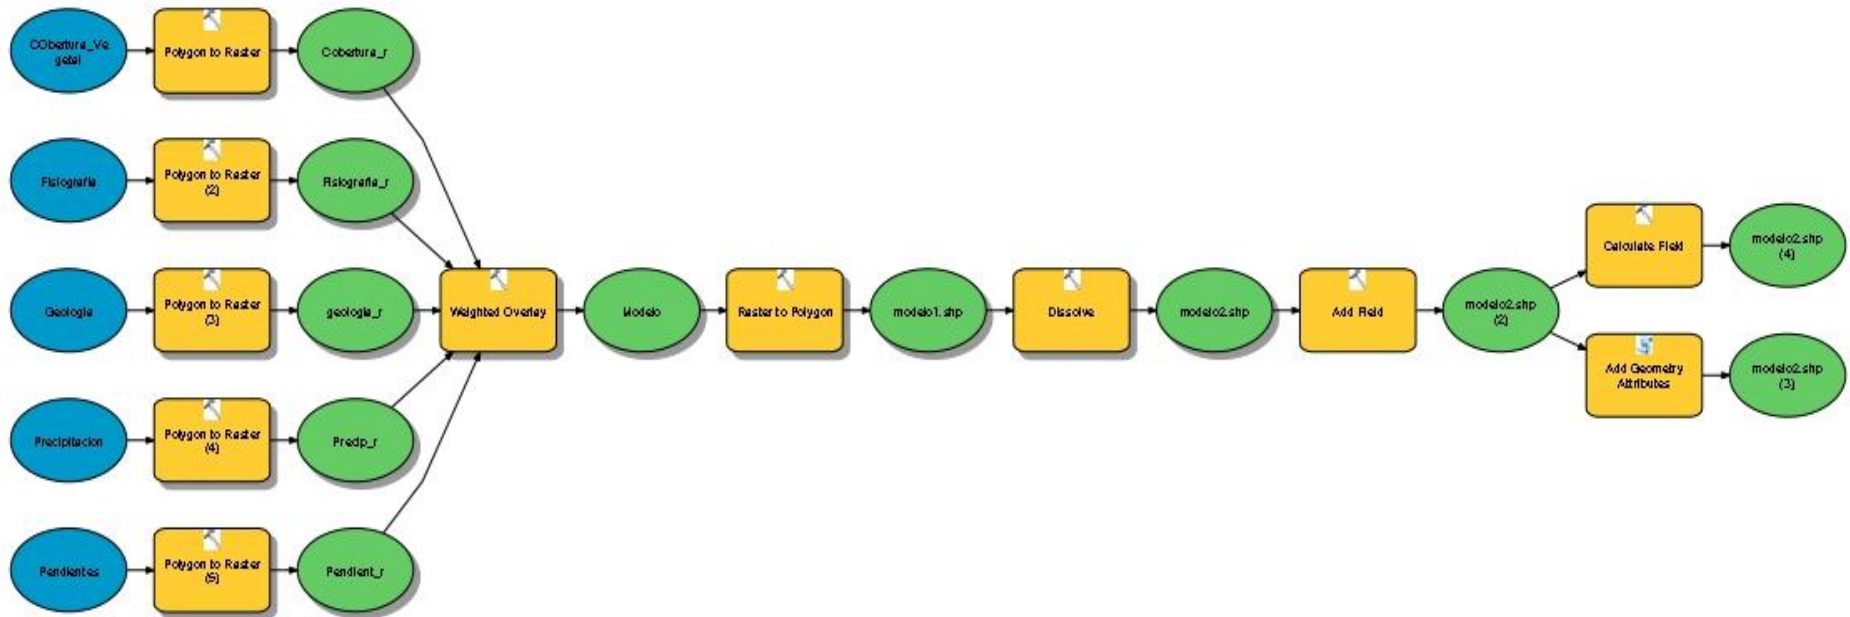 CObertura_Ve
getal
Polygon to Raster
Cobertura_r
Fisiografia
Polygon to Raster
(2)
Fisiografia_r
Calculate Field
modelo2.shp
(4)
Geologia
Polygon to Raster
(3)
geologia_r
Weighted Overlay
Modelo
Raster to Polygon
modelo1.shp
Dissolve
modelo2.shp
Add Field
modelo2.shp
(2)
Add Geometry
Attributes
modelo2.shp
(3)
Precipitacion
Polygon to Raster
(4)
Precip_r
Pendientes
Polygon to Raster
(5)
Pendient_r